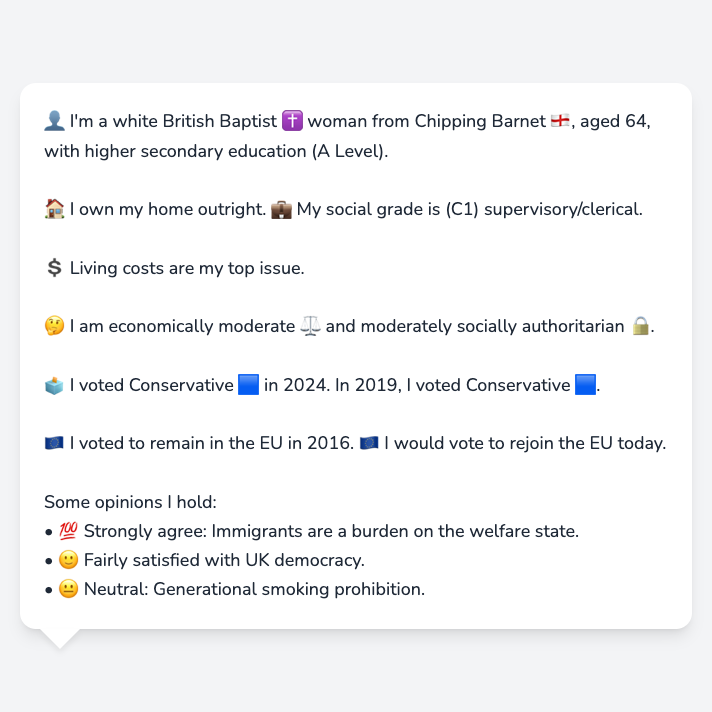 👤 I'm a white British Baptist ✝️ woman from Chipping Barnet 🏴󠁧󠁢󠁥󠁮󠁧󠁿, aged 64,
with higher secondary education (A Level).
🏠 I own my home outright. 💼 My social grade is (C1) supervisory/clerical.
💲 Living costs are my top issue.
🤔 I am economically moderate ⚖️ and moderately socially authoritarian 🔒.
🗳️ I voted Conservative 🟦 in 2024. In 2019, I voted Conservative 🟦.
🇪🇺 I voted to remain in the EU in 2016. 🇪🇺 I would vote to rejoin the EU today.
Some opinions I hold:
• 💯 Strongly agree: Immigrants are a burden on the welfare state.
• 🙂 Fairly satisfied with UK democracy.
• 😐 Neutral: Generational smoking prohibition.